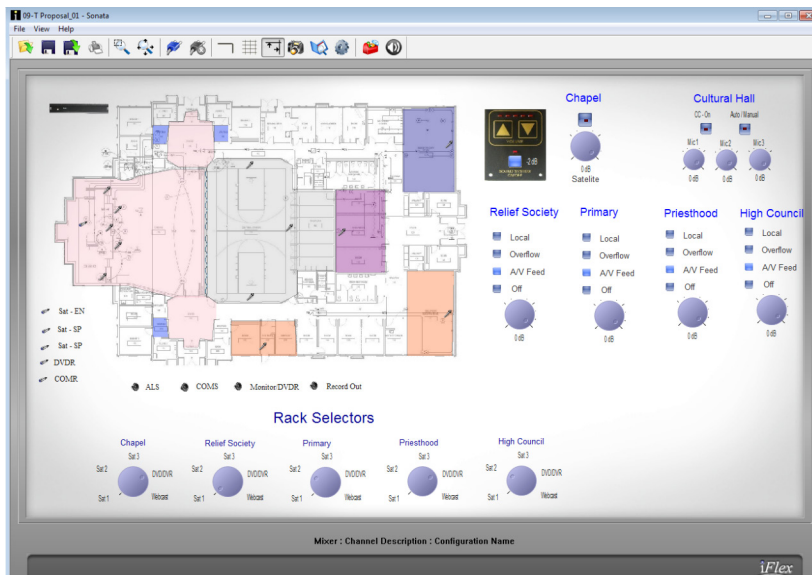 09-T Proposal_01 - Sonata
File View Help
Chapel
Cultural Hall
CC - On Auto / Manual
Mic1 Mic2 Mic3
-2 dB
0 dB
Satelite
0 dB 0 dB 0 dB
Relief Society Primary Priesthood High Council
Local Local Local Local
Overflow Overflow Overflow Overflow
A/V Feed A/V Feed A/V Feed A/V Feed
Off Off Off Off
0 dB 0 dB 0 dB 0 dB
Sat - EN
Sat - SP
Sat - SP
DVDR
COMR
ALS COMS Monitor/DVDR Record Out
Rack Selectors
Chapel Relief Society Primary Priesthood High Council
Sat 3 Sat 3 Sat 3 Sat 3 Sat 3
Sat 2 DVD/DVR Sat 2 DVD/DVR Sat 2 DVD/DVR Sat 2 DVD/DVR Sat 2 DVD/DVR
Sat 1 Webcast Sat 1 Webcast Sat 1 Webcast Sat 1 Webcast Sat 1 Webcast
Mixer : Channel Description : Configuration Name
iFlex